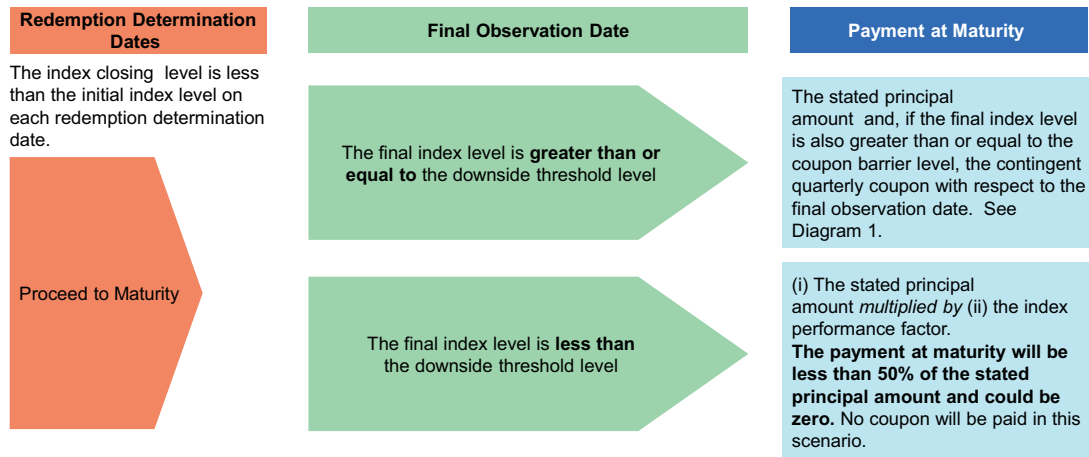 Redemption Determination
Dates
The index closing level is less
than the initial index level on
each redemption determination
date.
Proceed to Maturity
Final Observation Date
The final index level is greater than or
equal to the downside threshold level
The final index level is less than
the downside threshold level
Payment at Maturity
The stated principal
amount and, if the final index level
is also greater than or equal to the
coupon barrier level, the contingent
quarterly coupon with respect to the
final observation date. See
Diagram 1.
(i) The stated principal
amount multiplied by (ii) the index
performance factor.
The payment at maturity will be
less than 50% of the stated
principal amount and could be
zero. No coupon will be paid in this
scenario.